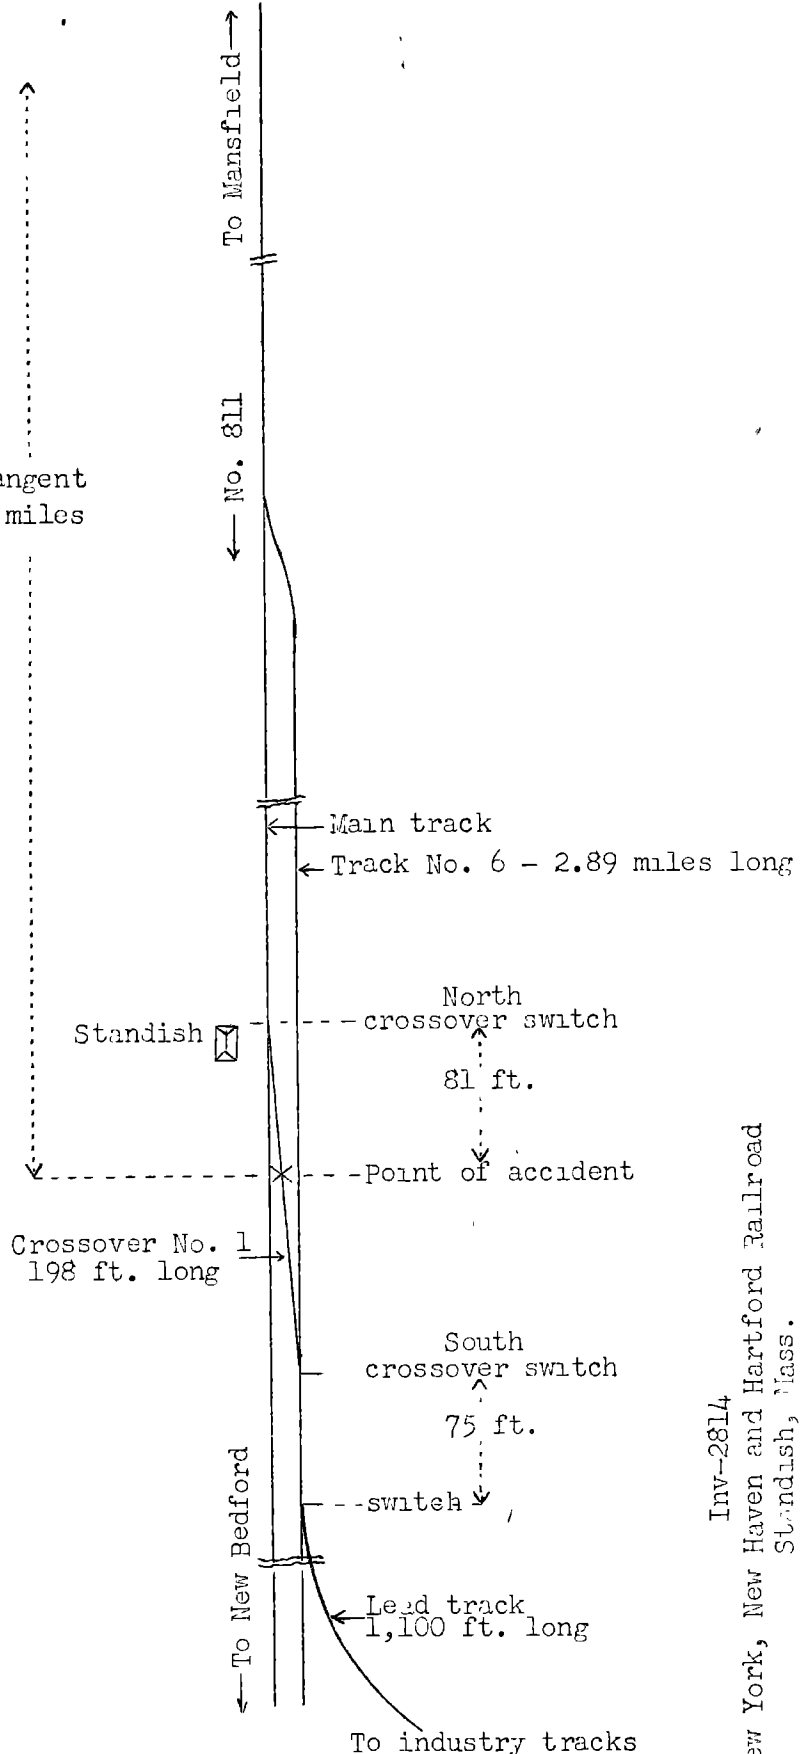 To Mansfield
No. 811
miles
Main track
Track No. 6 - 2.89 miles long
North
crossover switch
Standish
81 ft.
Point of accident
Crossover No. 1
198 ft. long
South
crossover switch
75 ft.
switch
To New Bedford
Lead track
1,100 ft. long
To industry tracks
Inv-2814
York, New Haven and Hartford Railroad
Standish, Mass.